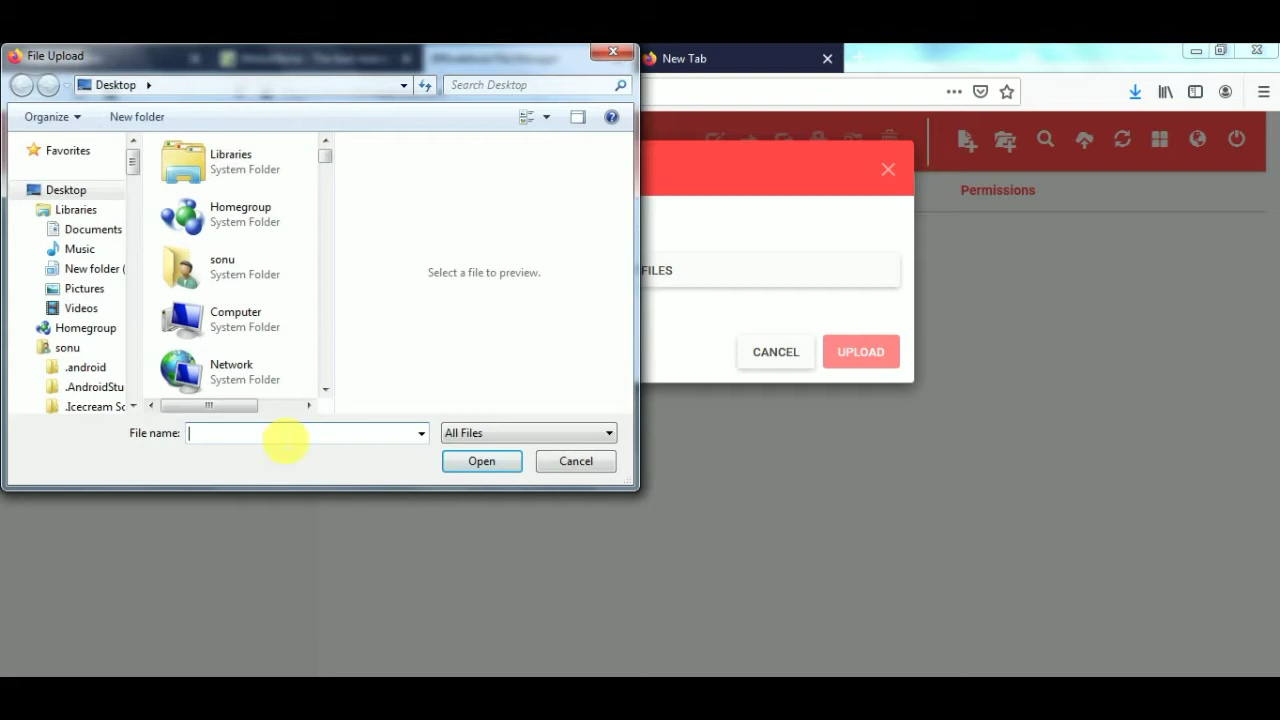 File Upload
New Tab
Desktop
Search Desktop
Organize
New folder
Favorites
Desktop
Libraries
Documents
Music
New folder (
Pictures
Videos
Homegroup
sonu
.android
.AndroidStu
.Icecream Sc
Libraries
System Folder
Homegroup
System Folder
sonu
System Folder
Computer
System Folder
Network
System Folder
Select a file to preview.
File name:
All Files
Open
Cancel
Permissions
FILES
CANCEL
UPLOAD